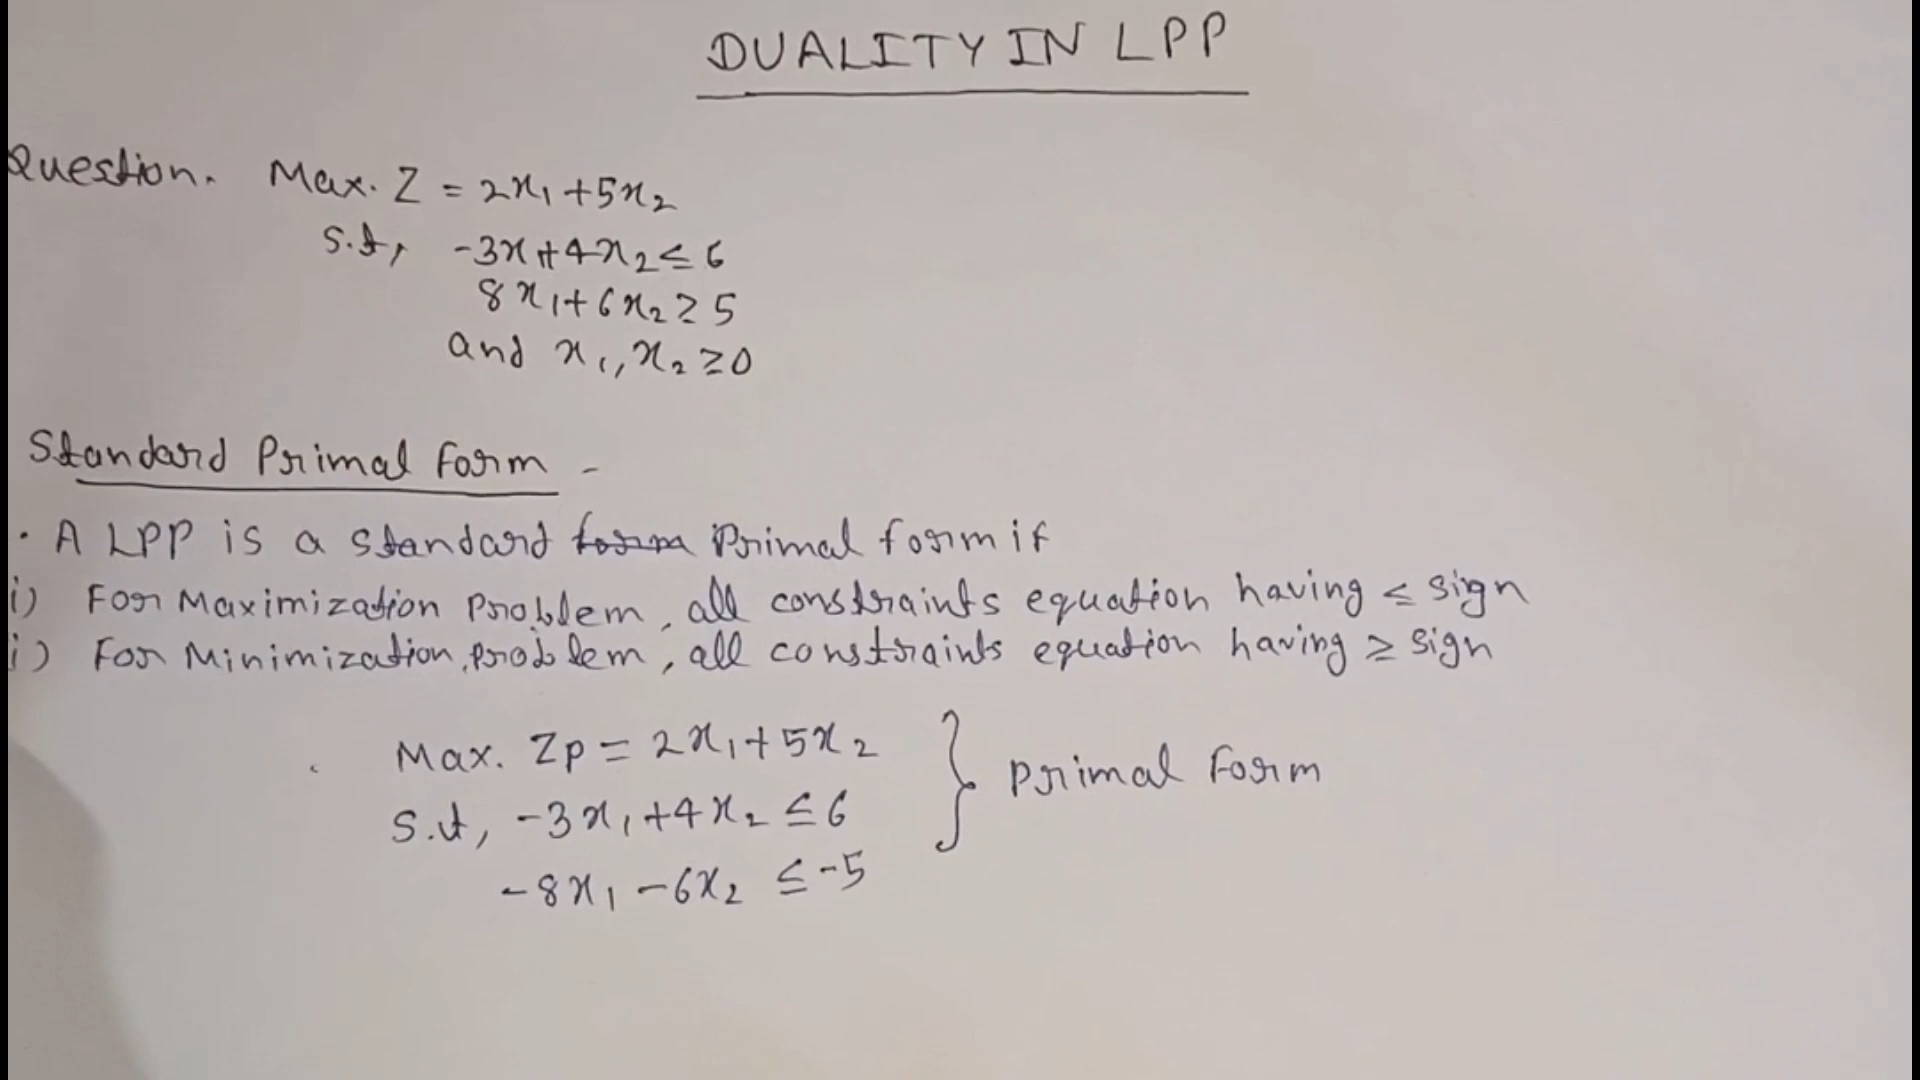 DUALITY IN LPP
Question. Max. Z = 2x₁ + 5x₂
s.t, -3x₁+4x₂ ≤ 6
8x₁+6x₂ ≥ 5
and x₁, x₂ ≥ 0
Standard Primal Form -
· A LPP is a standard form Primal form if
i) For Maximization Problem, all constraints equation having ≤ sign
i) For Minimization Problem, all constraints equation having ≥ sign
Max. Zp = 2x₁ + 5x₂ } Primal Form
s.t, -3x₁ + 4x₂ ≤ 6
-8x₁ - 6x₂ ≤ -5